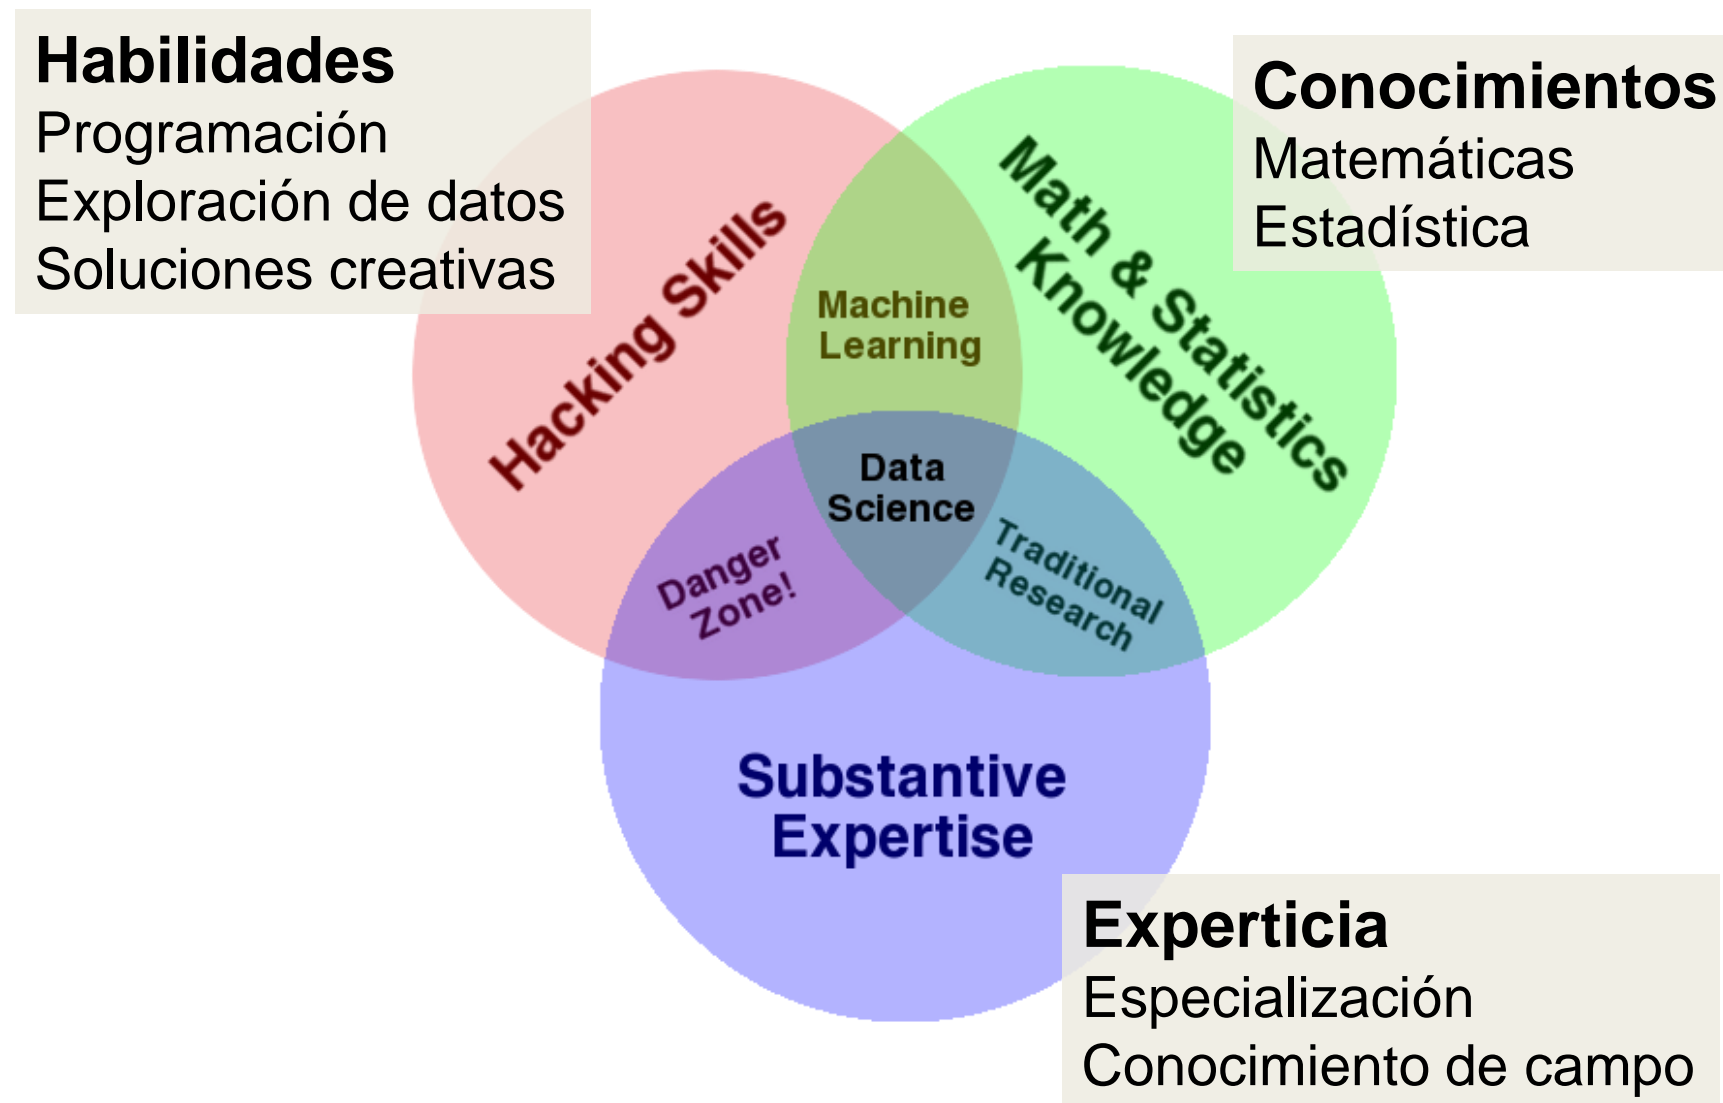 Habilidades
Programación
Exploración de datos
Soluciones creativas
Conocimientos
Matemáticas
Estadística
Hacking Skills
Math & Statistics
Knowledge
Machine
Learning
Data
Science
Danger
Zone!
Traditional
Research
Substantive
Expertise
Experticia
Especialización
Conocimiento de campo